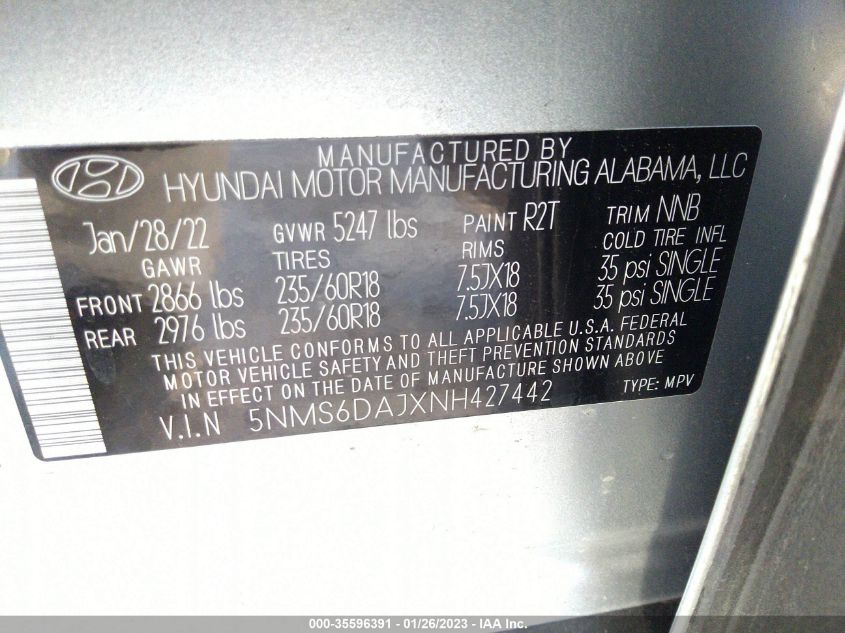 MANUFACTURED BY
HYUNDAI MOTOR MANUFACTURING ALABAMA, LLC
Jan/28/22 GVWR 5247 lbs PAINT R2T TRIM NNB
GAWR TIRES RIMS COLD TIRE INFL
FRONT 2866 lbs 235/60R18 7.5JX18 35 psi SINGLE
REAR 2976 lbs 235/60R18 7.5JX18 35 psi SINGLE
THIS VEHICLE CONFORMS TO ALL APPLICABLE U.S.A. FEDERAL
MOTOR VEHICLE SAFETY AND THEFT PREVENTION STANDARDS
IN EFFECT ON THE DATE OF MANUFACTURE SHOWN ABOVE
V.I.N 5NMS6DAJXNH427442 TYPE: MPV
000-35596391 - 01/26/2023 - IAA Inc.